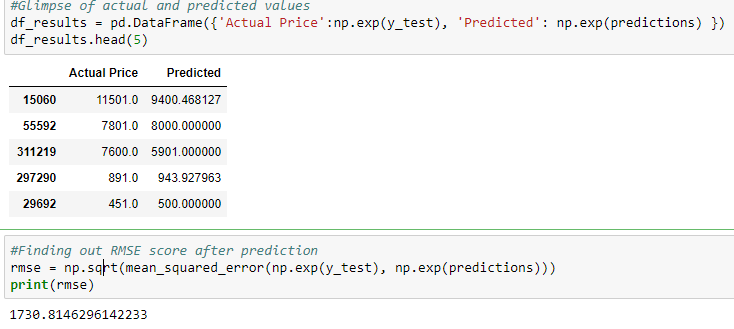 #Glimpse of actual and predicted values
df_results = pd.DataFrame({'Actual Price':np.exp(y_test), 'Predicted': np.exp(predictions) })
df_results.head(5)
Actual Price Predicted
15060 11501.0 9400.468127
55592 7801.0 8000.000000
311219 7600.0 5901.000000
297290 891.0 943.927963
29692 451.0 500.000000
#Finding out RMSE score after prediction
rmse = np.sqrt(mean_squared_error(np.exp(y_test), np.exp(predictions)))
print(rmse)
1730.8146296142233